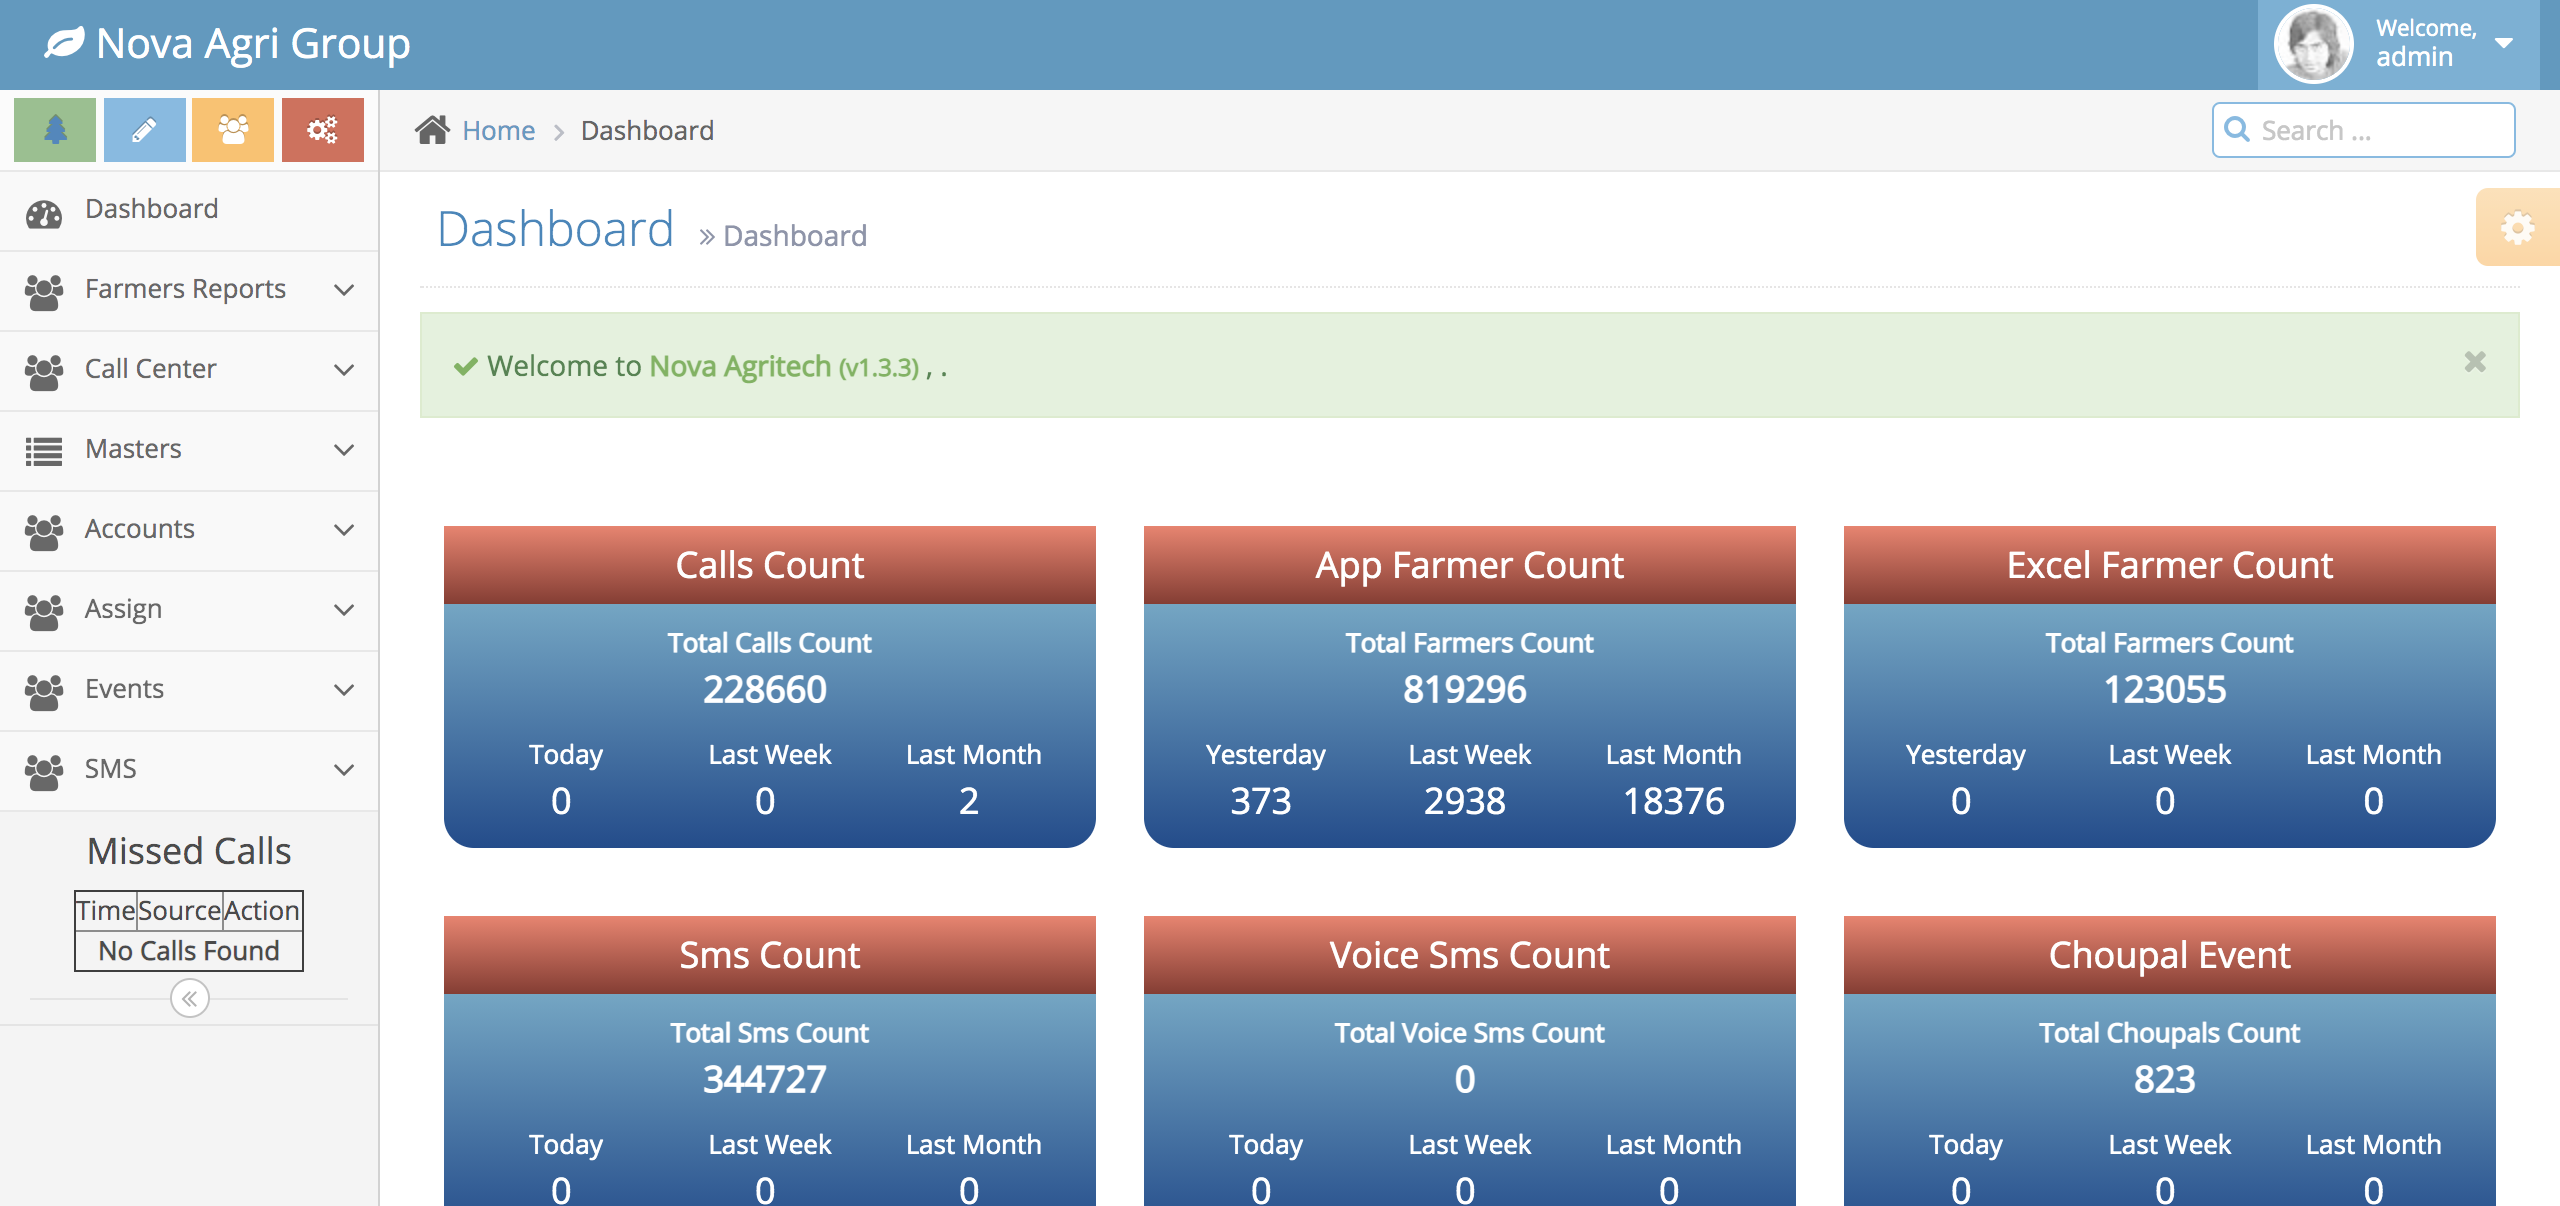 Nova Agri Group
Welcome,
admin
Home
Dashboard
Search ...
Dashboard
Farmers Reports
Call Center
Masters
Accounts
Assign
Events
SMS
Missed Calls
Time Source Action
No Calls Found
Dashboard » Dashboard
Welcome to Nova Agritech (v1.3.3) , .
Calls Count
Total Calls Count
228660
Today Last Week Last Month
0 0 2
App Farmer Count
Total Farmers Count
819296
Yesterday Last Week Last Month
373 2938 18376
Excel Farmer Count
Total Farmers Count
123055
Yesterday Last Week Last Month
0 0 0
Sms Count
Total Sms Count
344727
Today Last Week Last Month
0 0 0
Voice Sms Count
Total Voice Sms Count
0
Today Last Week Last Month
0 0 0
Choupal Event
Total Choupals Count
823
Today Last Week Last Month
0 0 0